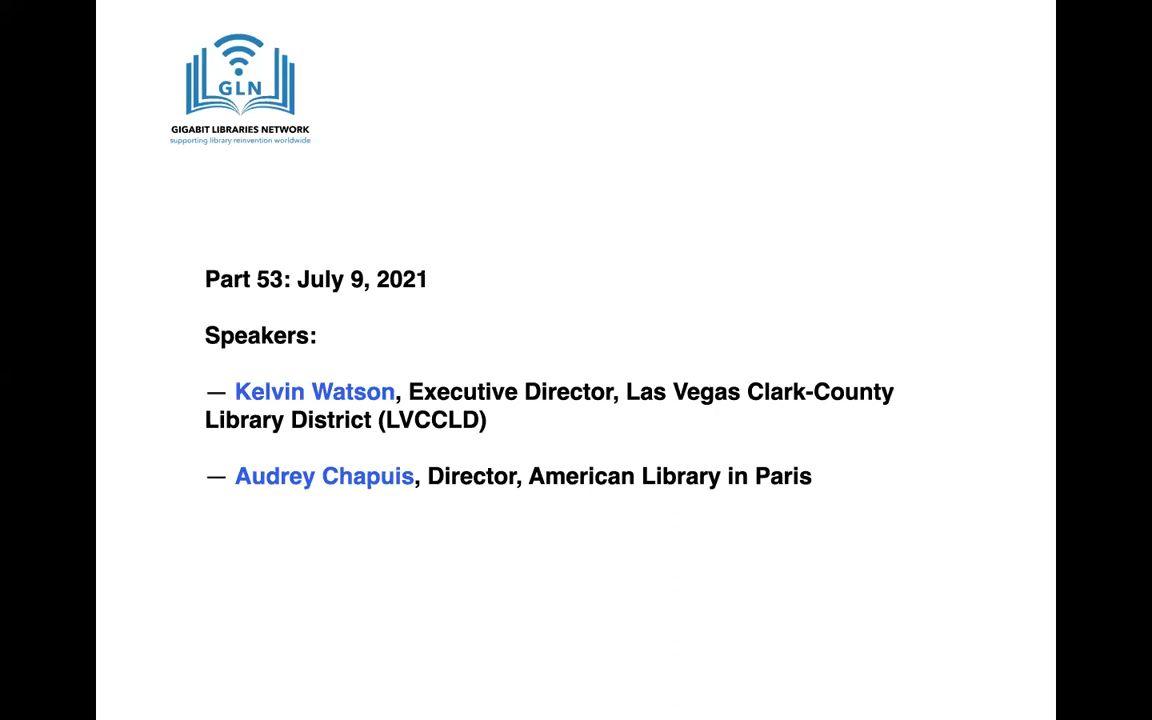 GLN
GIGABIT LIBRARIES NETWORK
supporting library reinvention worldwide
Part 53: July 9, 2021
Speakers:
— Kelvin Watson, Executive Director, Las Vegas Clark-County
Library District (LVCCLD)
— Audrey Chapuis, Director, American Library in Paris